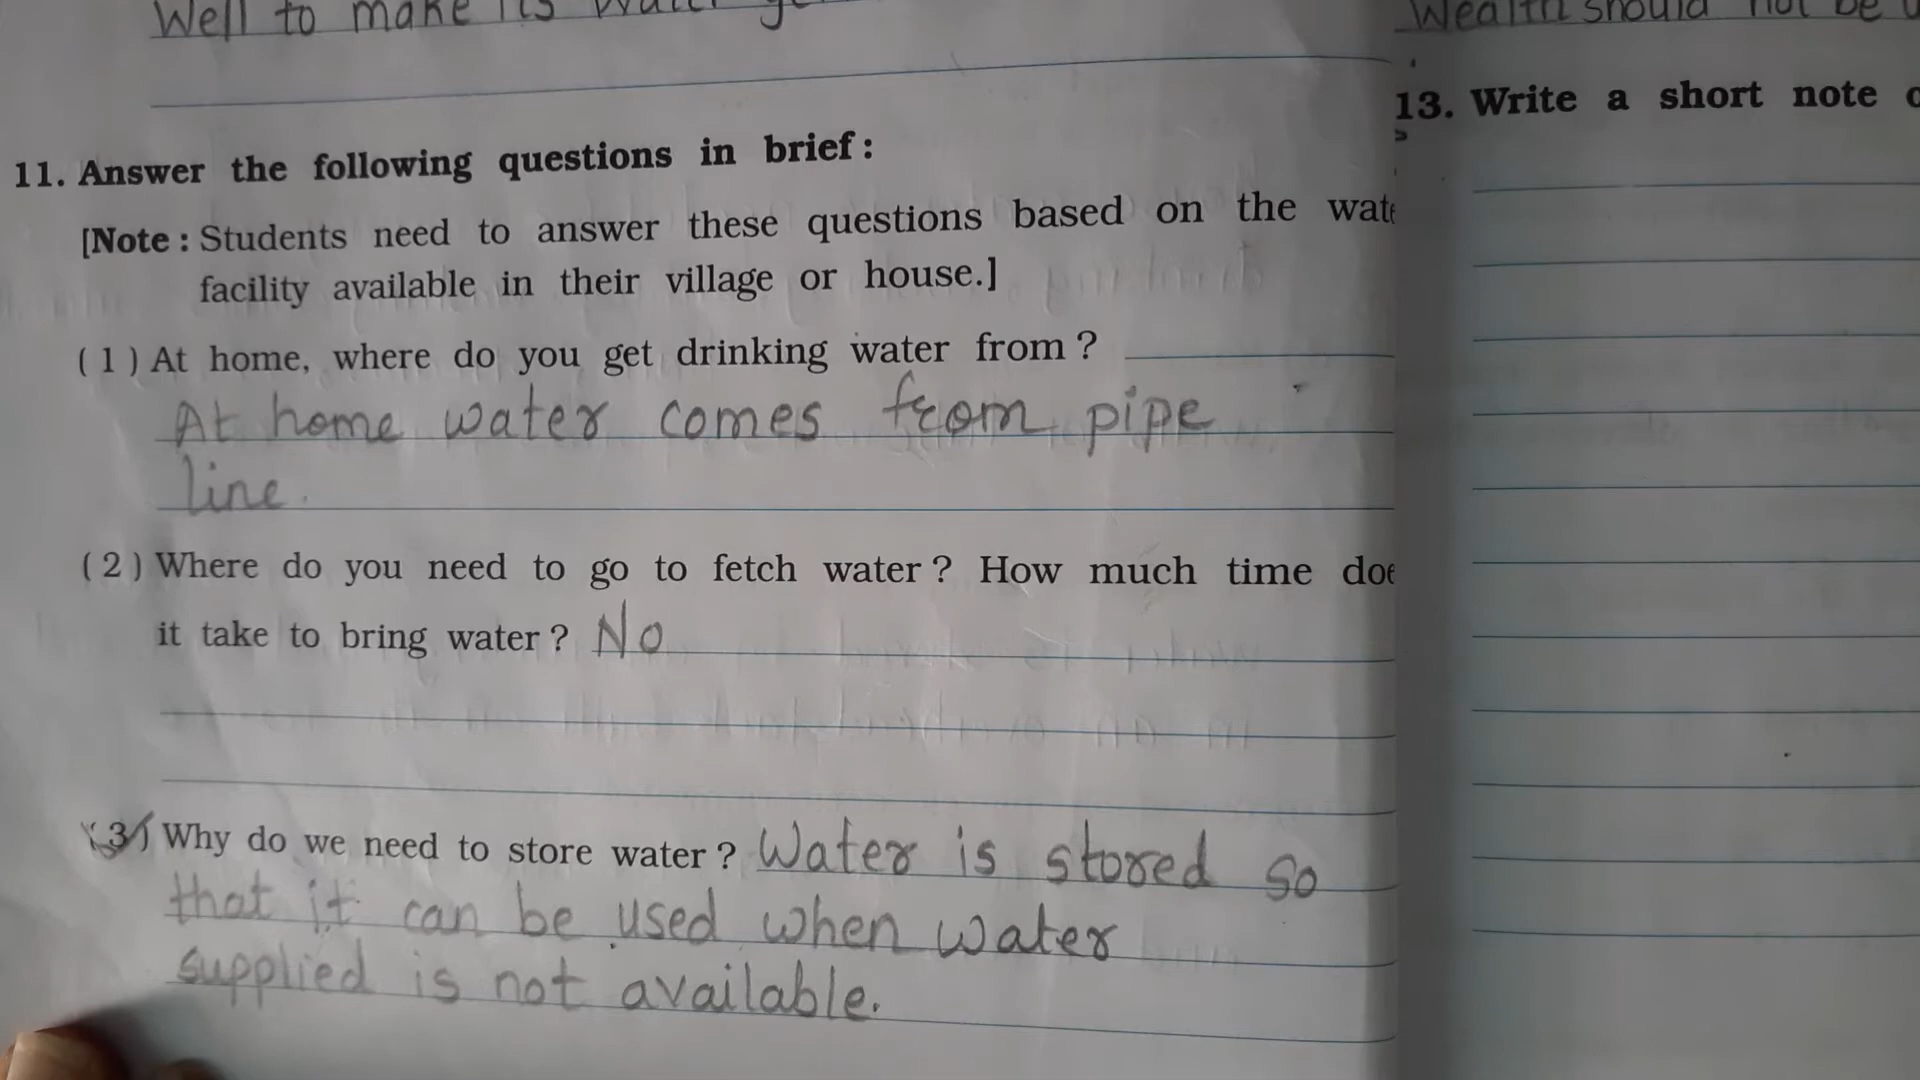 Well to make its
11. Answer the following questions in brief :
[Note : Students need to answer these questions based on the
facility available in their village or house.]
( 1 ) At home, where do you get drinking water from ?
At home water comes from pipe
line.
( 2 ) Where do you need to go to fetch water ? How much time
it take to bring water ? No
(3) Why do we need to store water ? Water is stored so
that it can be used when water
supplied is not available.
Wealth should not be
13. Write a short note